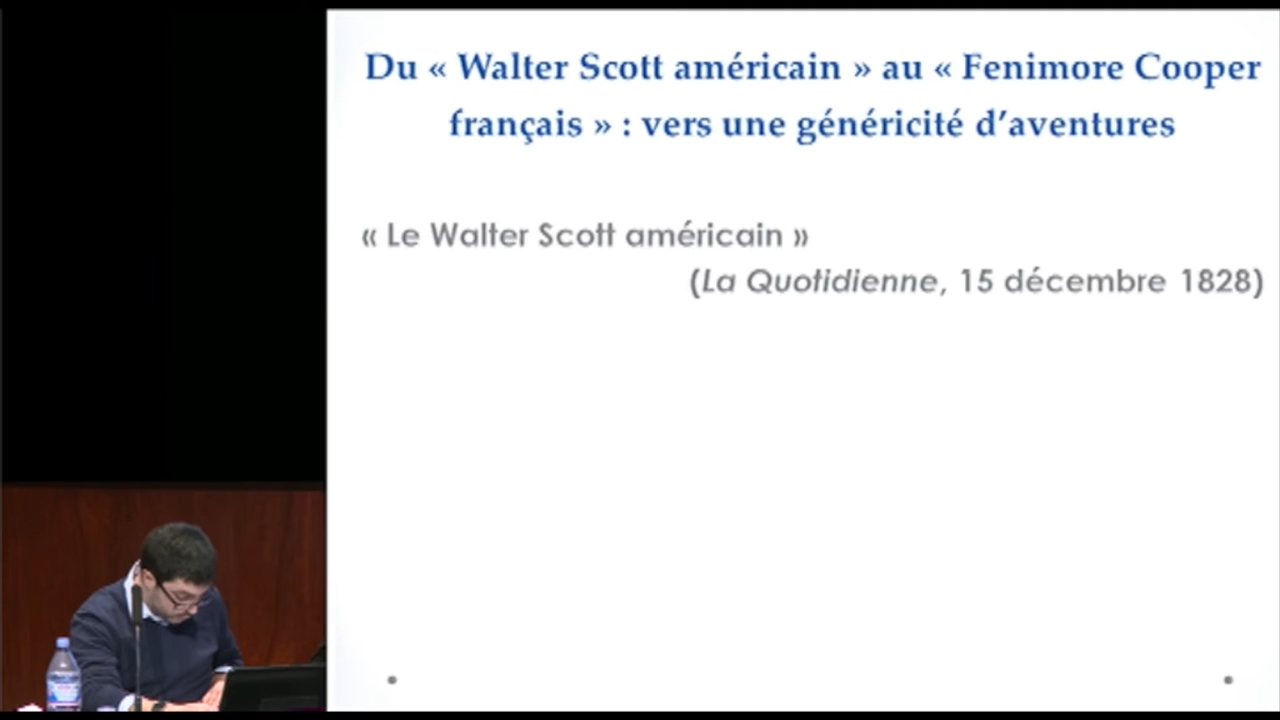 Du « Walter Scott américain » au « Fenimore Cooper
français » : vers une généricité d’aventures
« Le Walter Scott américain »
(La Quotidienne, 15 décembre 1828)